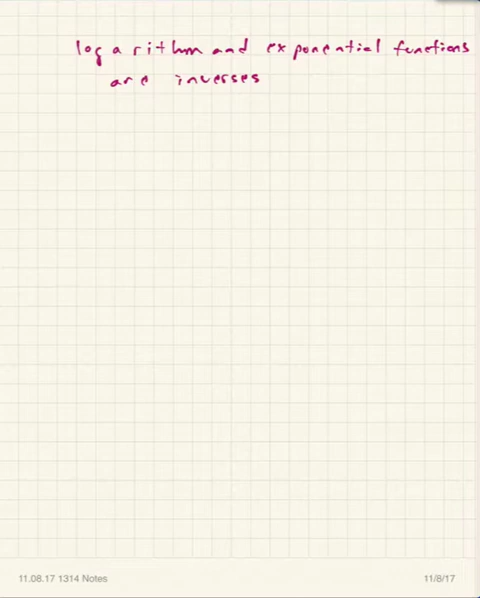 logarithm and exponential functions
are inverses
11.08.17 1314 Notes
11/8/17